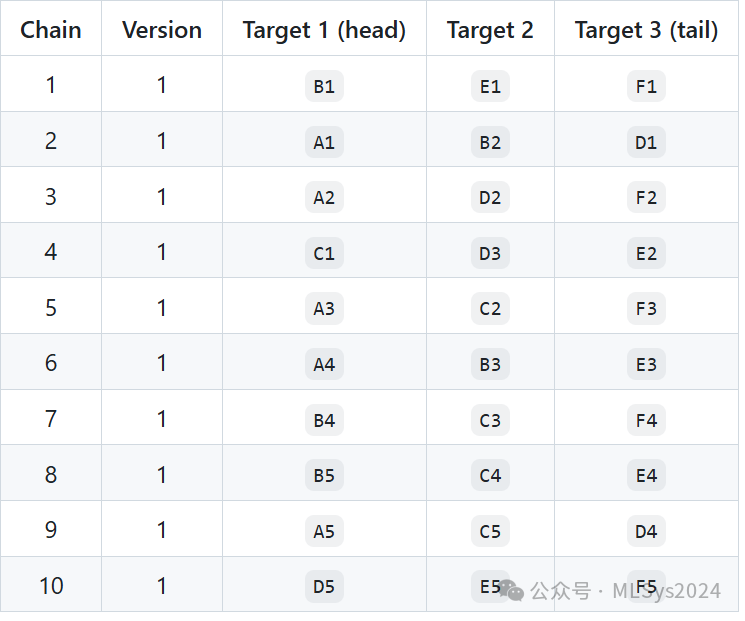 Chain Version Target 1 (head) Target 2 Target 3 (tail)
1 1 B1 E1 F1
2 1 A1 B2 D1
3 1 A2 D2 F2
4 1 C1 D3 E2
5 1 A3 C2 F3
6 1 A4 B3 E3
7 1 B4 C3 F4
8 1 B5 C4 E4
9 1 A5 C5 D4
10 1 D5 E5 F5
公众号 · MLSys2024